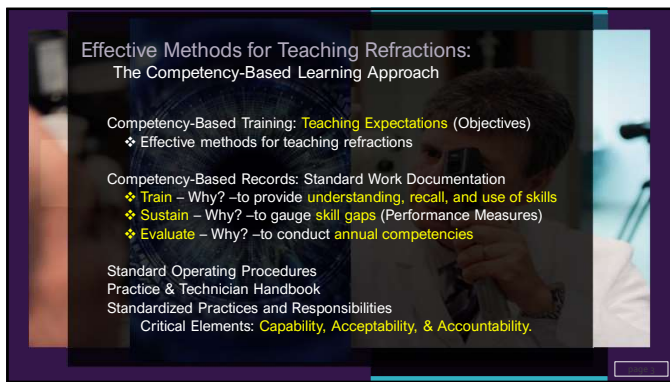 Effective Methods for Teaching Refractions:
The Competency-Based Learning Approach
Competency-Based Training: Teaching Expectations (Objectives)
❖ Effective methods for teaching refractions
Competency-Based Records: Standard Work Documentation
❖ Train – Why? –to provide understanding, recall, and use of skills
❖ Sustain – Why? –to gauge skill gaps (Performance Measures)
❖ Evaluate – Why? –to conduct annual competencies
Standard Operating Procedures
Practice & Technician Handbook
Standardized Practices and Responsibilities
Critical Elements: Capability, Acceptability, & Accountability.
page 3